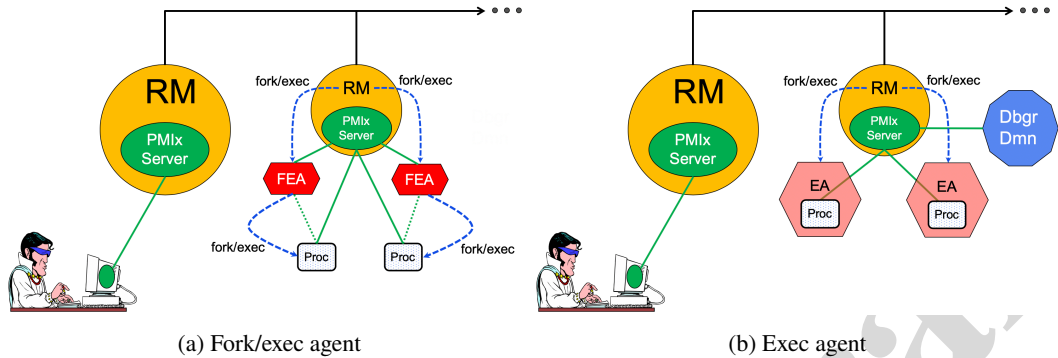 RM
PMIx
Server
fork/exec
fork/exec
RM
PMIx
Server
FEA
FEA
fork/exec
Proc
Proc
fork/exec
(a) Fork/exec agent
RM
PMIx
Server
fork/exec
fork/exec
RM
PMIx
Server
Dbgr
Dmn
EA
Proc
EA
Proc
(b) Exec agent